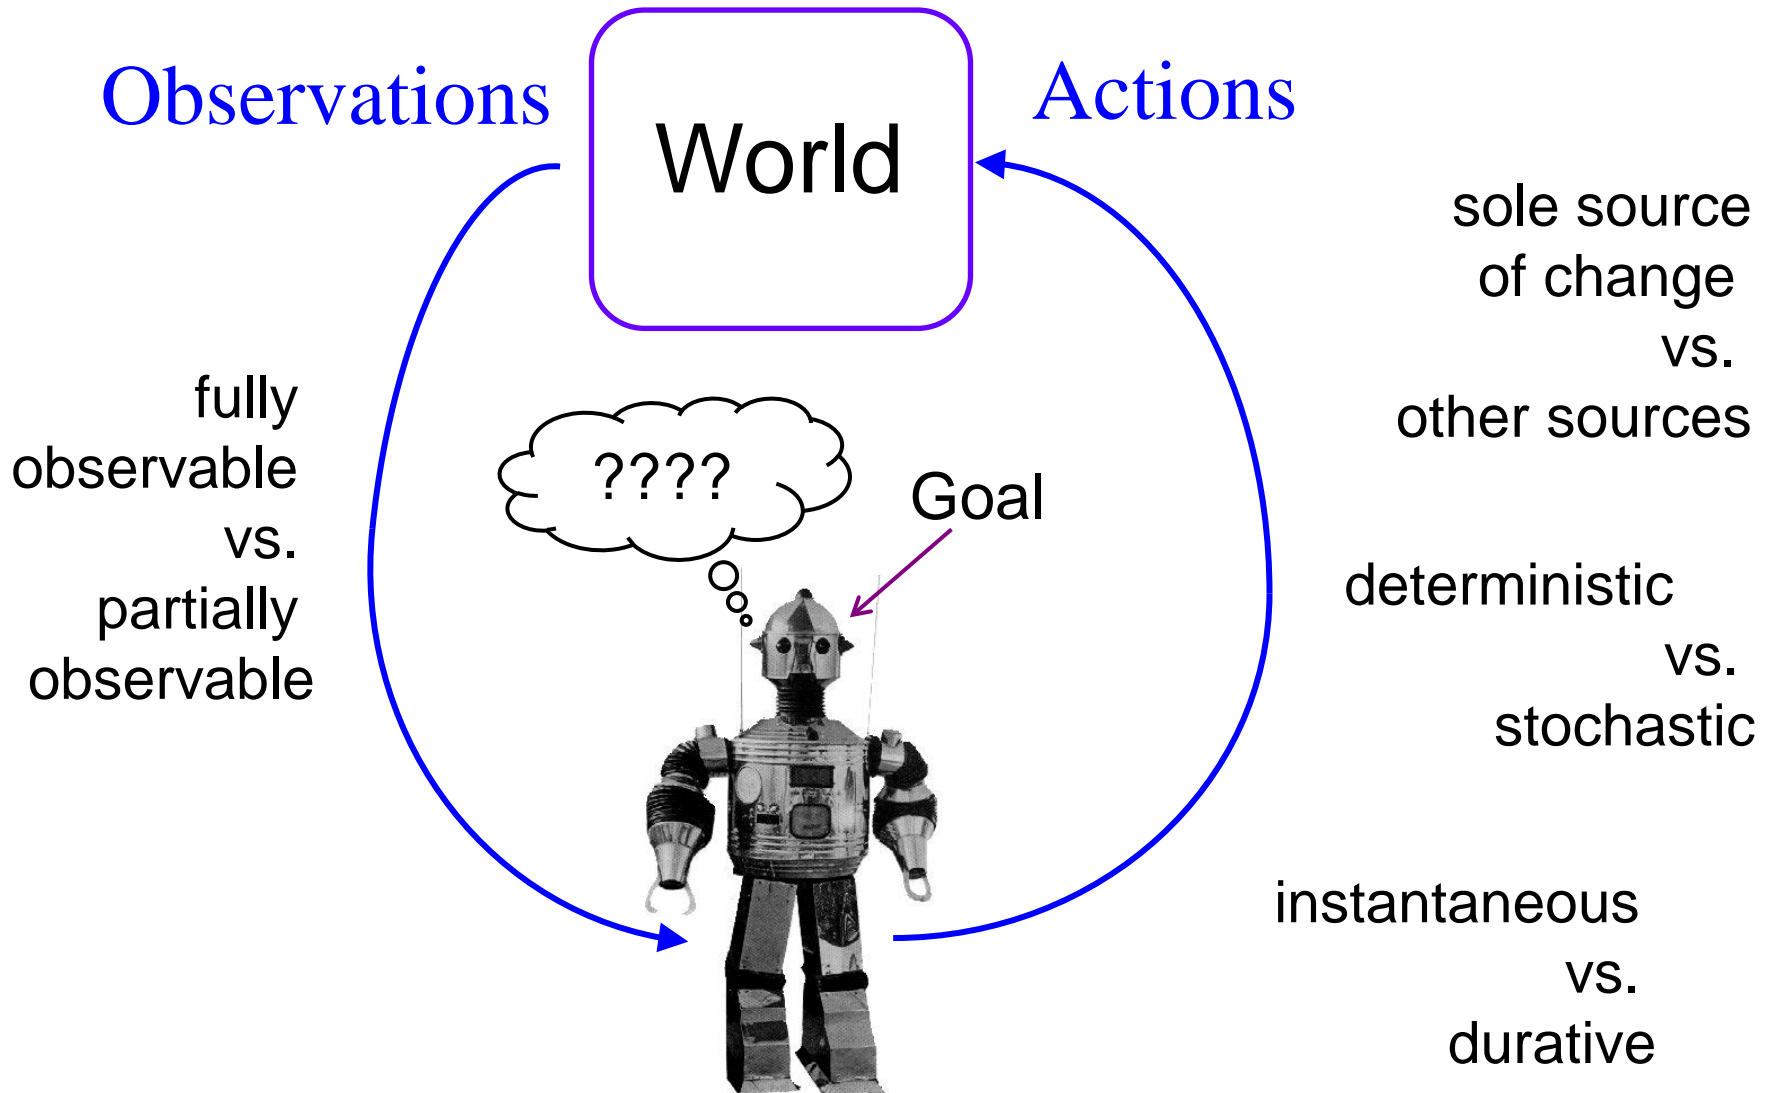 Observations
World
Actions
fully
observable
vs.
partially
observable
????
Goal
sole source
of change
vs.
other sources
deterministic
vs.
stochastic
instantaneous
vs.
durative